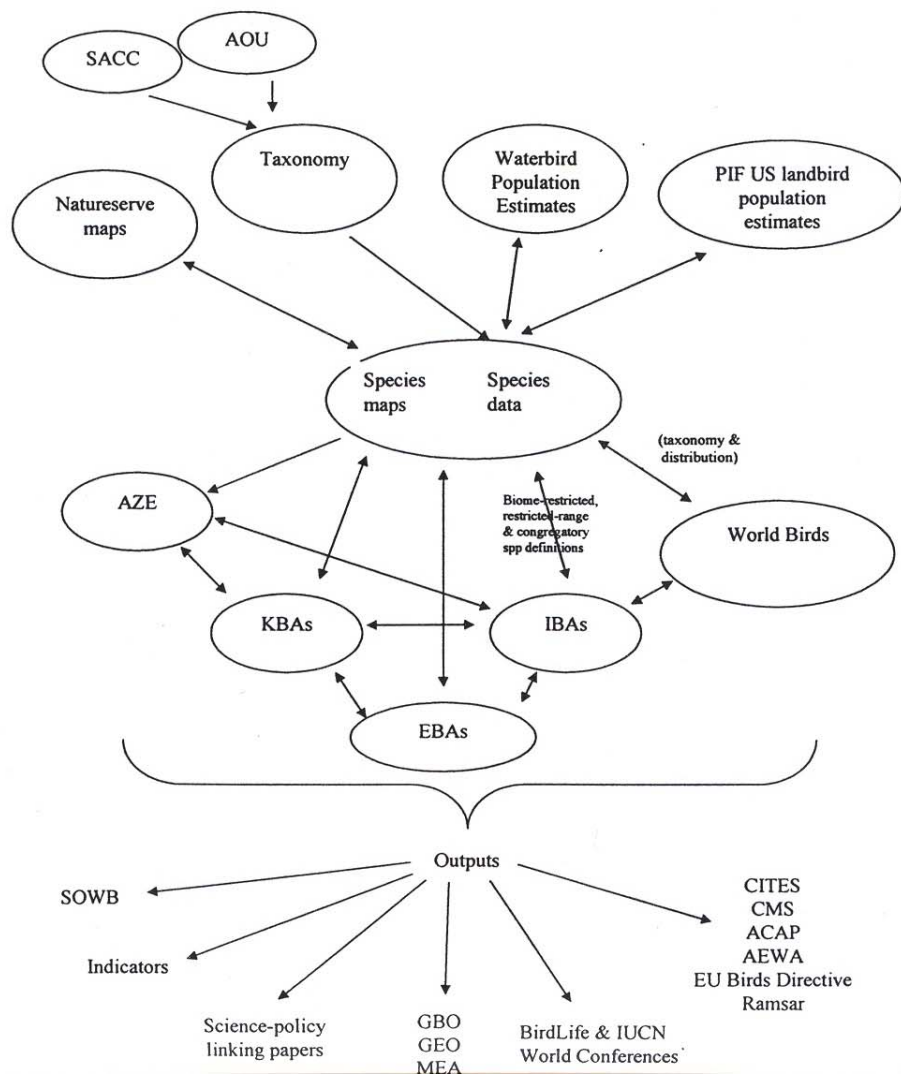 SACC
AOU
Taxonomy
Waterbird
Population
Estimates
PIF US landbird
population
estimates
Natureserve
maps
Species
maps
Species
data
(taxonomy &
distribution)
AZE
Biome-restricted,
restricted-range
& congregatory
spp definitions
World Birds
KBAs
IBAs
EBAs
Outputs
SOWB
Indicators
Science-policy
linking papers
GBO
GEO
MEA
BirdLife & IUCN
World Conferences
CITES
CMS
ACAP
AEWA
EU Birds Directive
Ramsar